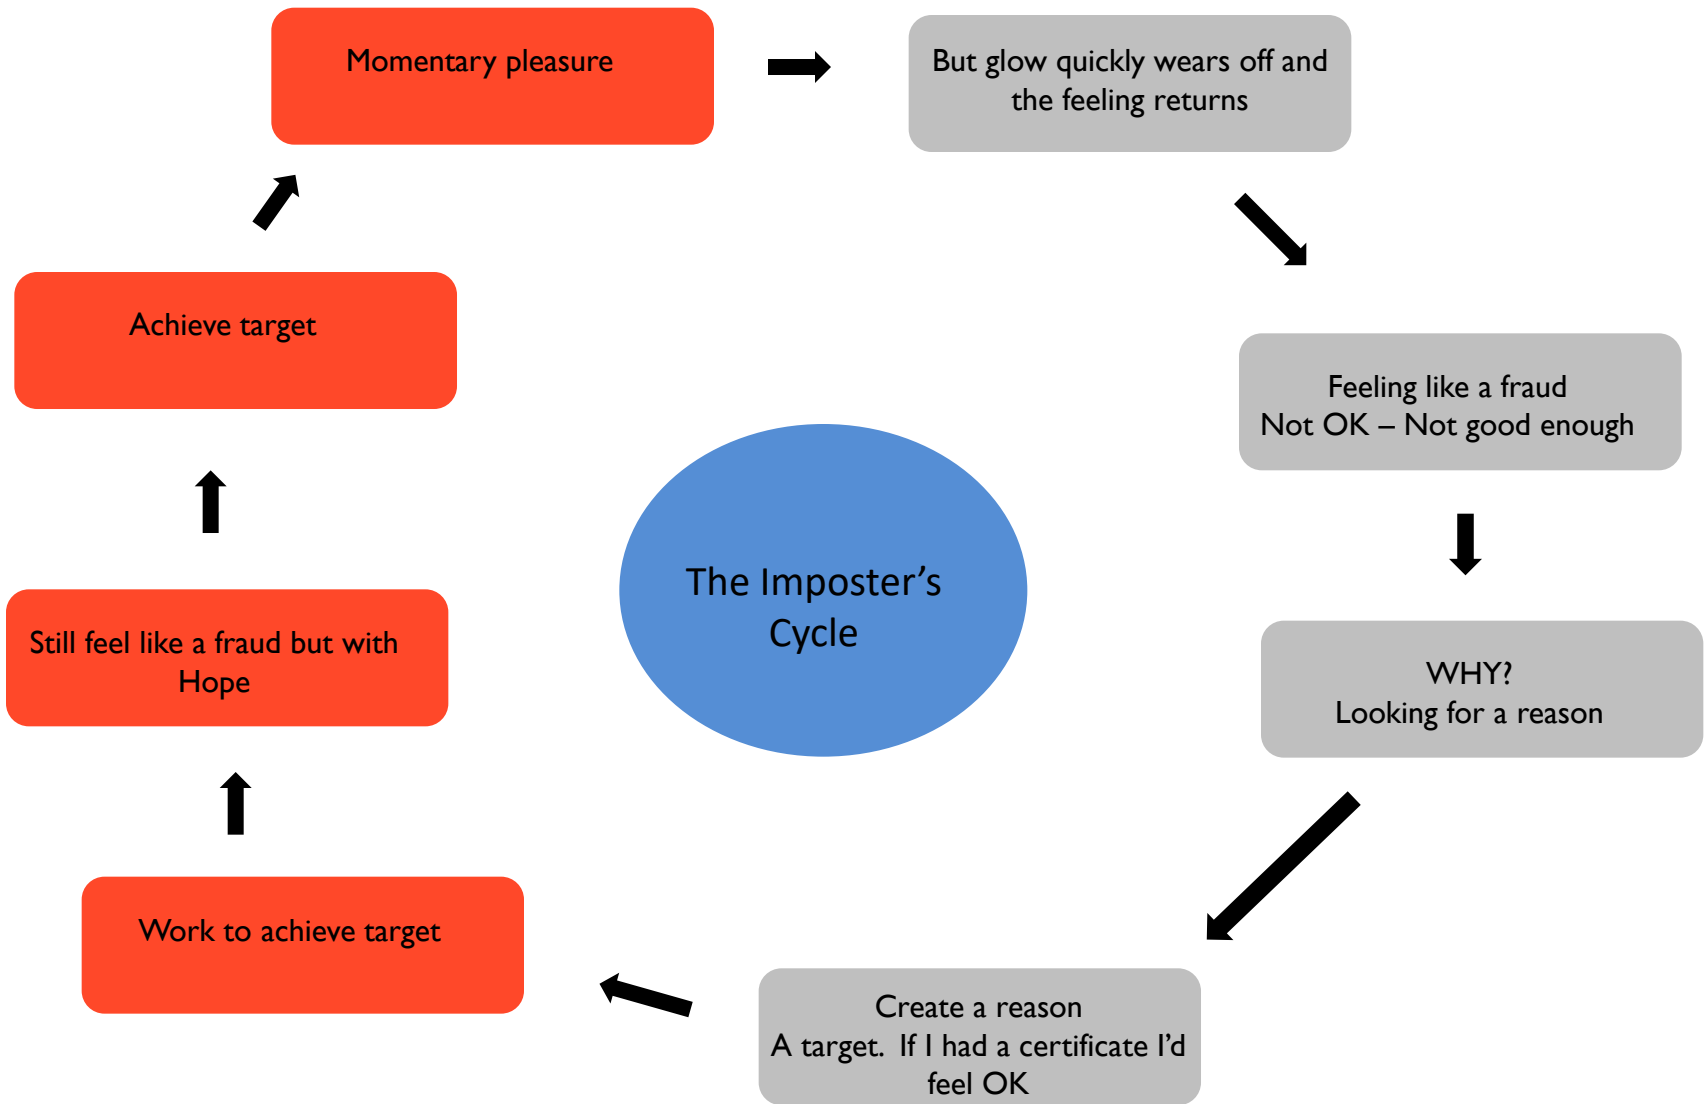 Momentary pleasure
But glow quickly wears off and
the feeling returns
Feeling like a fraud
Not OK – Not good enough
WHY?
Looking for a reason
Create a reason
A target.  If I had a certificate I’d
feel OK
Work to achieve target
Still feel like a fraud but with
Hope
Achieve target
The Imposter’s
Cycle